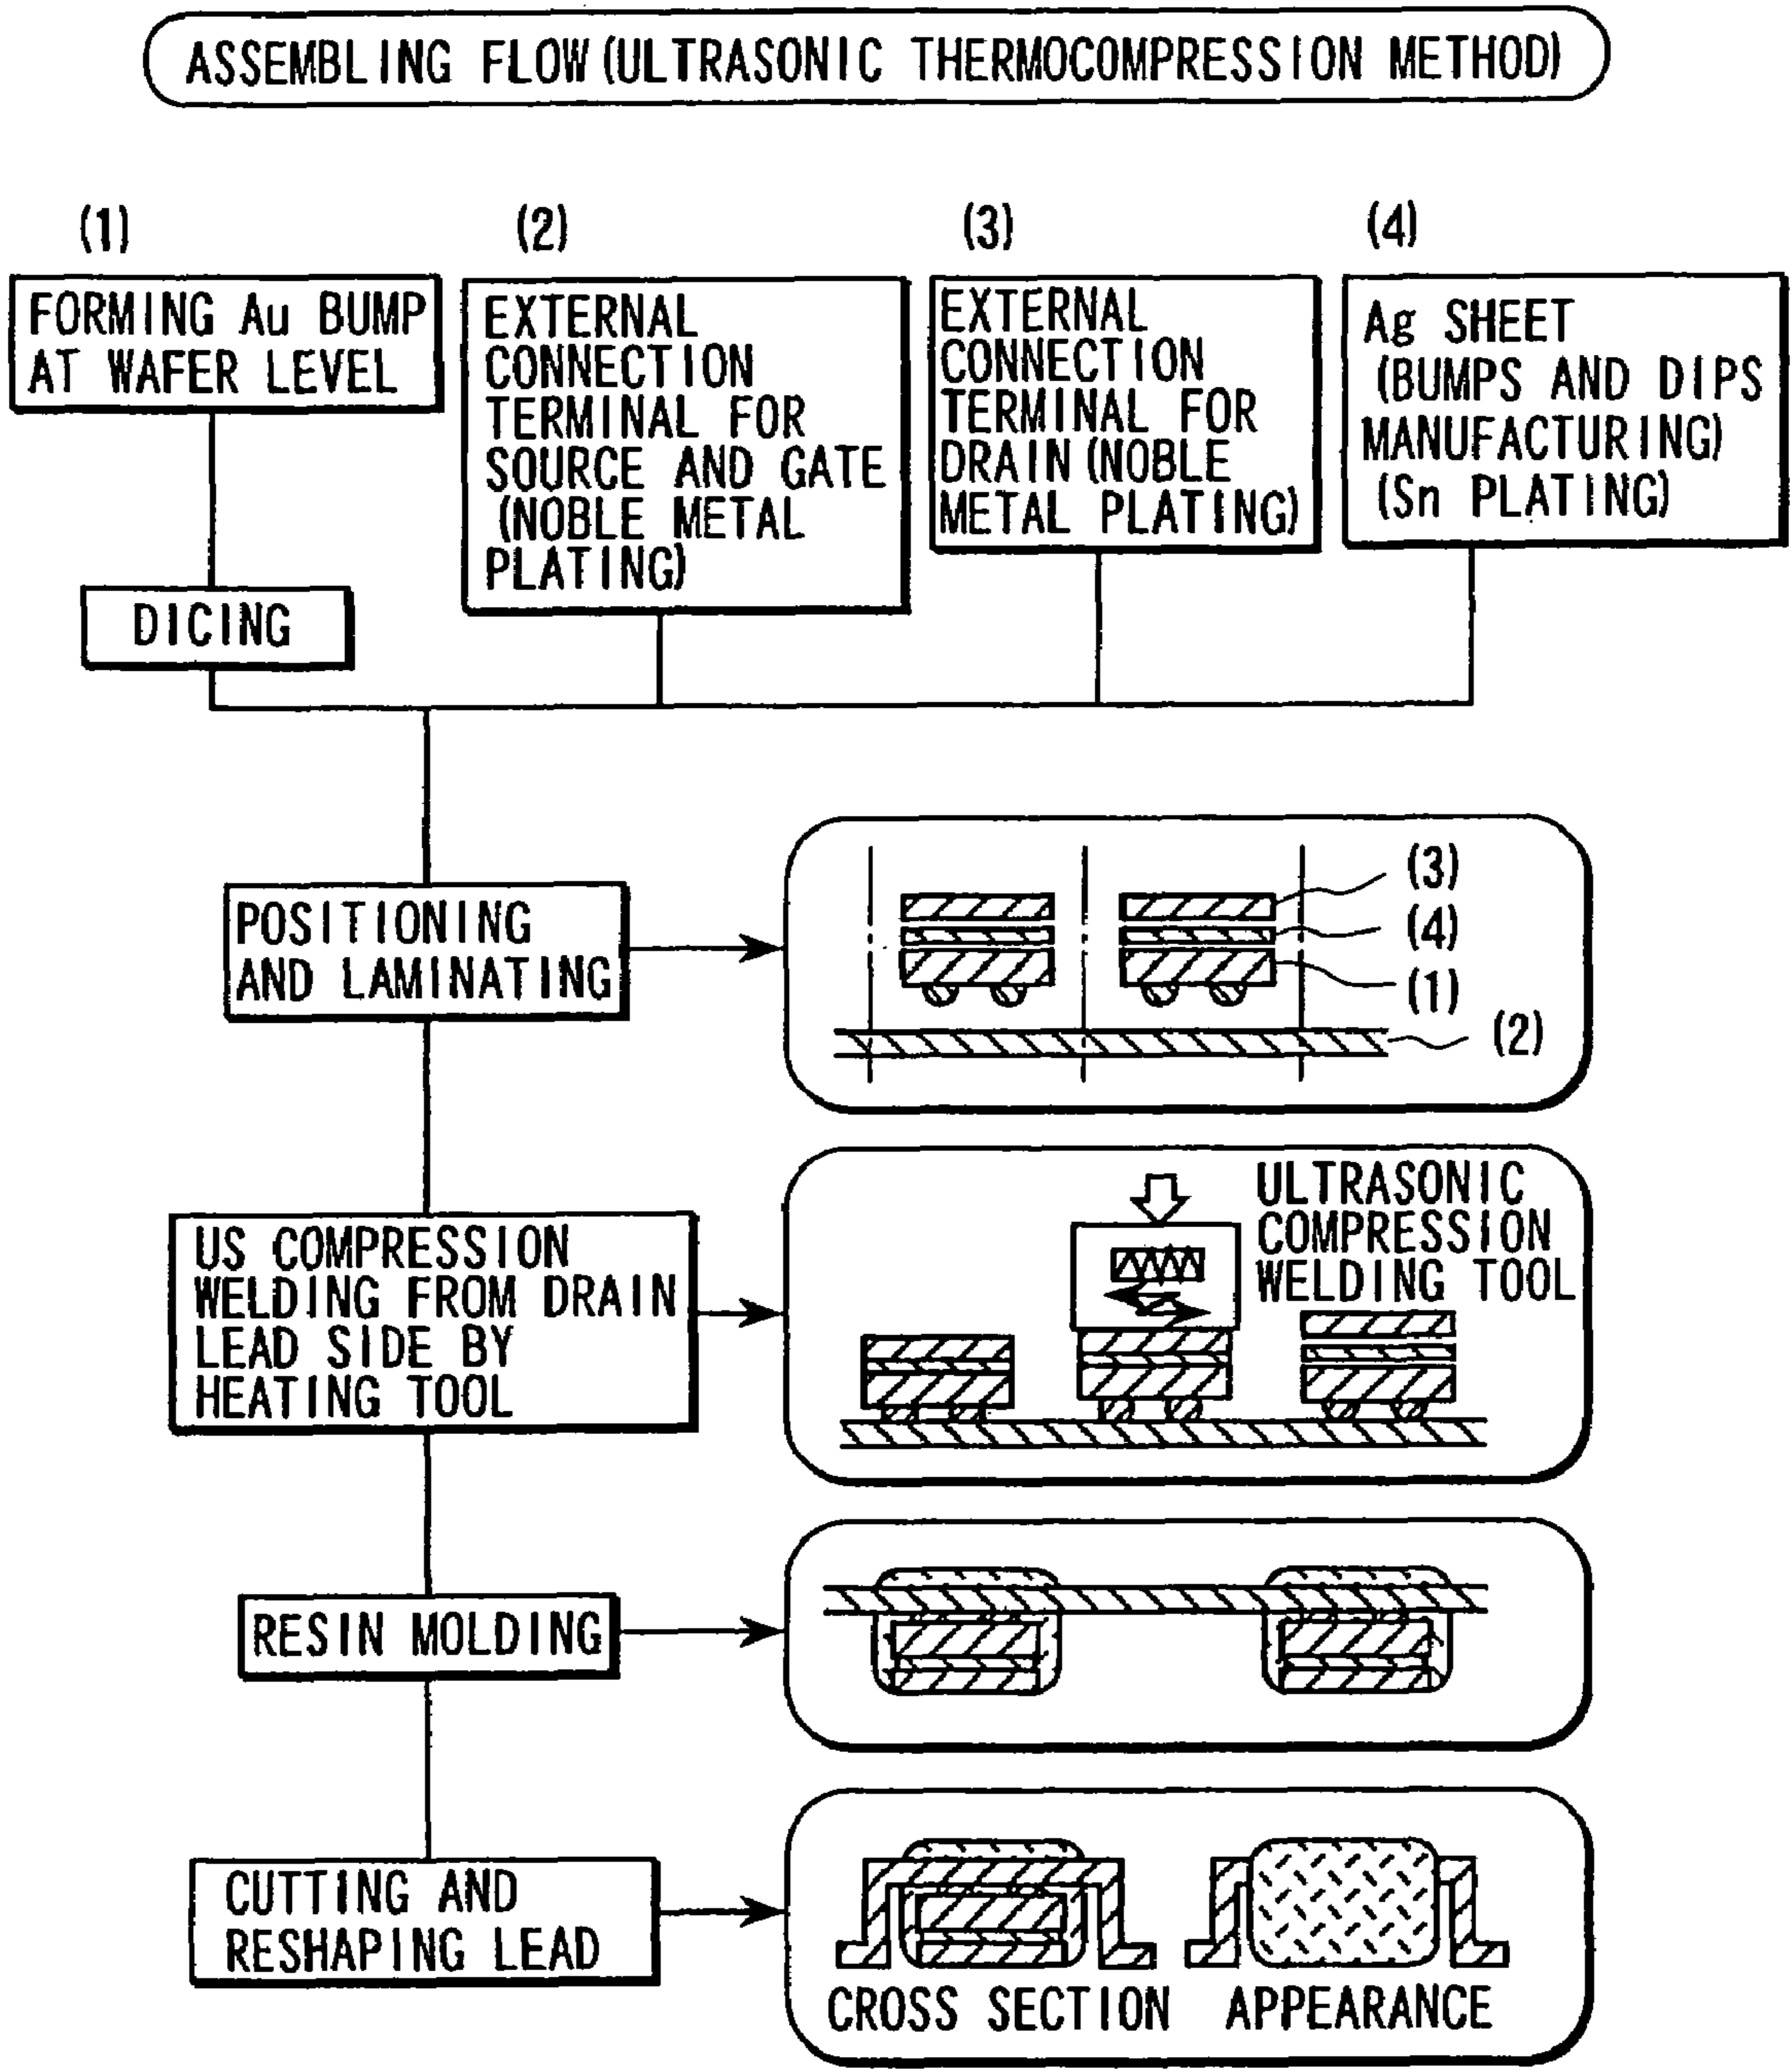 ASSEMBLING FLOW(ULTRASONIC THERMOCOMPRESSION METHOD)
(1)
FORMING Au BUMP
AT WAFER LEVEL
DICING
(2)
EXTERNAL
CONNECTION
TERMINAL FOR
SOURCE AND GATE
(NOBLE METAL
PLATING)
(3)
EXTERNAL
CONNECTION
TERMINAL FOR
DRAIN(NOBLE
METAL PLATING)
(4)
Ag SHEET
(BUMPS AND DIPS
MANUFACTURING)
(Sn PLATING)
POSITIONING
AND LAMINATING
(3)
(4)
(1)
(2)
US COMPRESSION
WELDING FROM DRAIN
LEAD SIDE BY
HEATING TOOL
ULTRASONIC
COMPRESSION
WELDING TOOL
RESIN MOLDING
CUTTING AND
RESHAPING LEAD
CROSS SECTION
APPEARANCE